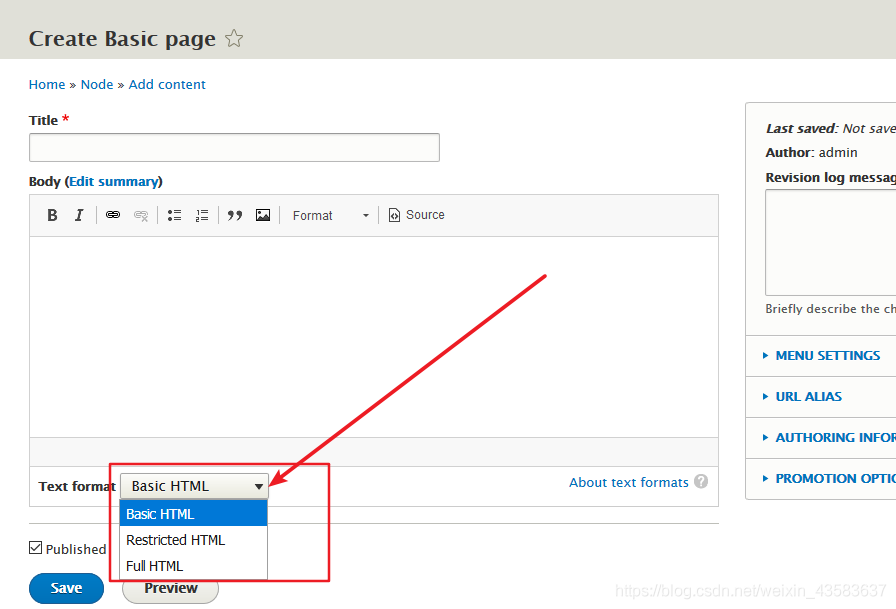 Create Basic page
Home » Node » Add content
Title *
Body (Edit summary)
B I Format Source
Text format Basic HTML
About text formats ?
Basic HTML
Restricted HTML
Full HTML
Published
Save
Preview
Last saved: Not save
Author: admin
Revision log messag
Briefly describe the ch
MENU SETTINGS
URL ALIAS
AUTHORING INFOR
PROMOTION OPTIO
https://blog.csdn.net/weixin_43583637